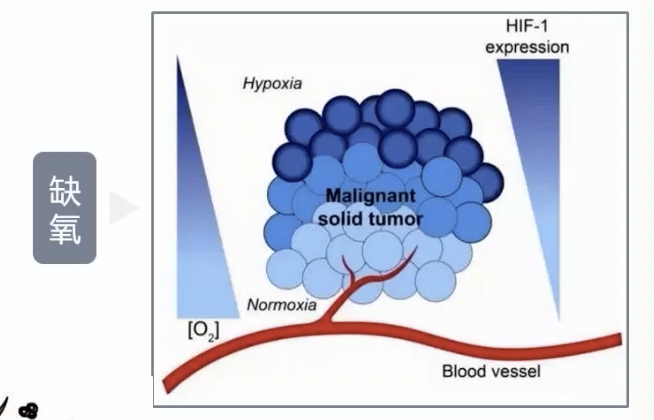 缺
氧
HIF-1
expression
Hypoxia
Malignant
solid tumor
Normoxia
[O₂]
Blood vessel